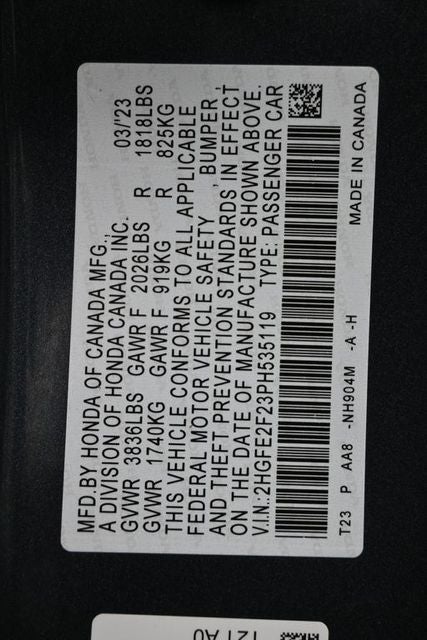 MFD.BY HONDA OF CANADA MFG.,
A DIVISION OF HONDA CANADA INC. 03/'23
GVWR 3836LBS GAWR F 2026LBS R 1818LBS
GVWR 1740KG GAWR F 919KG R 825KG
THIS VEHICLE CONFORMS TO ALL APPLICABLE
FEDERAL MOTOR VEHICLE SAFETY , BUMPER ,
AND THEFT PREVENTION STANDARDS IN EFFECT
ON THE DATE OF MANUFACTURE SHOWN ABOVE.
V.I.N.:2HGFE2F23PH535119 TYPE: PASSENGER CAR
T23 P AA8 -NH904M -A -H
MADE IN CANADA